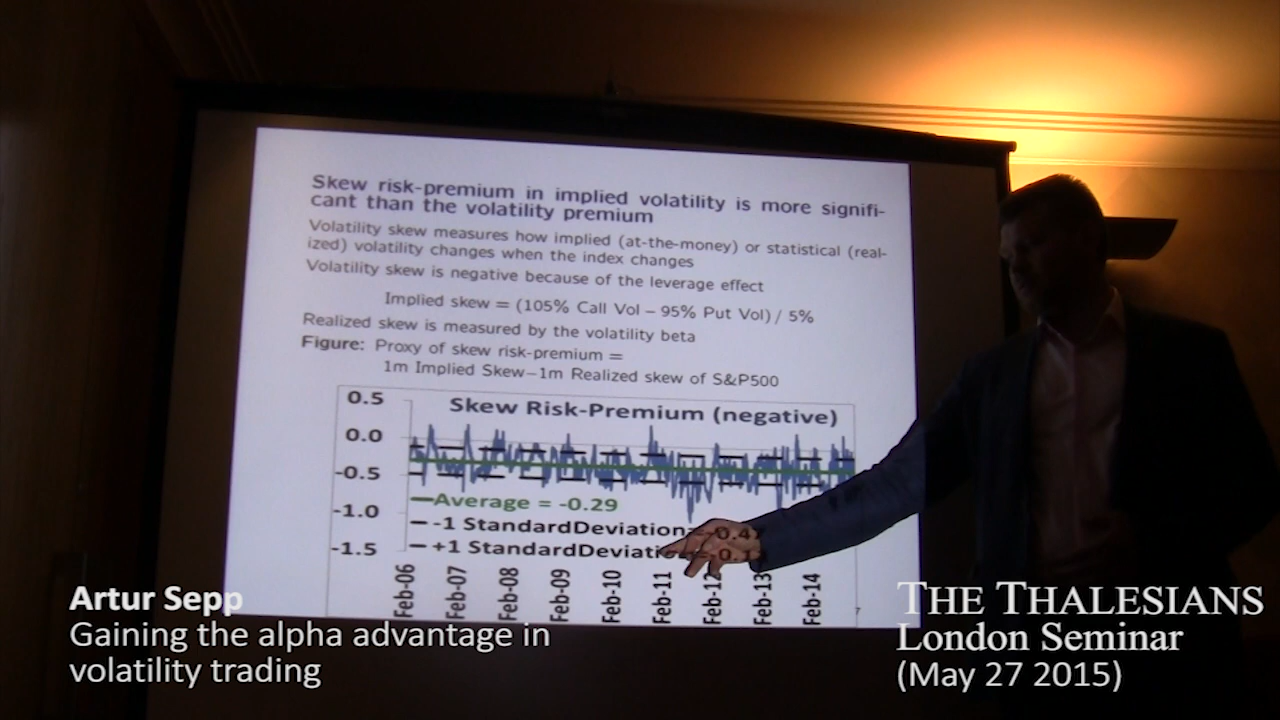 Skew risk-premium in implied volatility is more signifi-
cant than the volatility premium
Volatility skew measures how implied (at-the-money) or statistical (real-
ized) volatility changes when the index changes
Volatility skew is negative because of the leverage effect
Implied skew = (105% Call Vol − 95% Put Vol) / 5%
Realized skew is measured by the volatility beta
Figure: Proxy of skew risk-premium =
1m Implied Skew−1m Realized skew of S&P500
Skew Risk-Premium (negative)
0.5
0.0
-0.5
-1.0
-1.5
Average = -0.29
-1 StandardDeviation
+1 StandardDeviati
Feb-06 Feb-07 Feb-08 Feb-09 Feb-10 Feb-11 Feb-12 Feb-13 Feb-14
7
Artur Sepp
Gaining the alpha advantage in
volatility trading
THE THALESIANS
London Seminar
(May 27 2015)